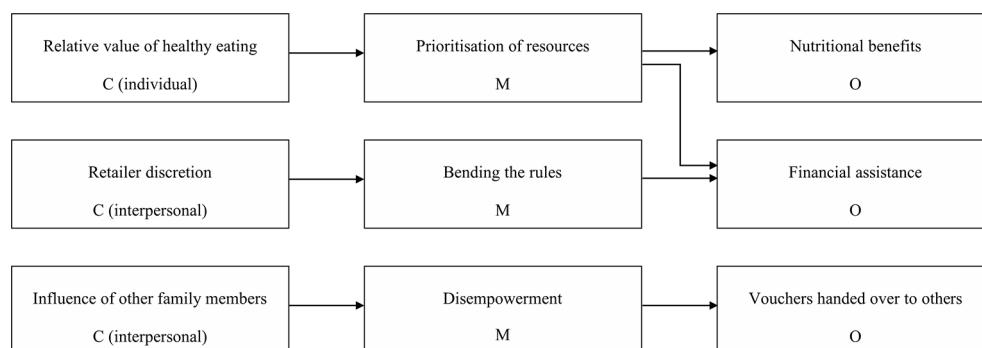 Relative value of healthy eating
C (individual)
Prioritisation of resources
M
Nutritional benefits
O
Retailer discretion
C (interpersonal)
Bending the rules
M
Financial assistance
O
Influence of other family members
C (interpersonal)
Disempowerment
M
Vouchers handed over to others
O